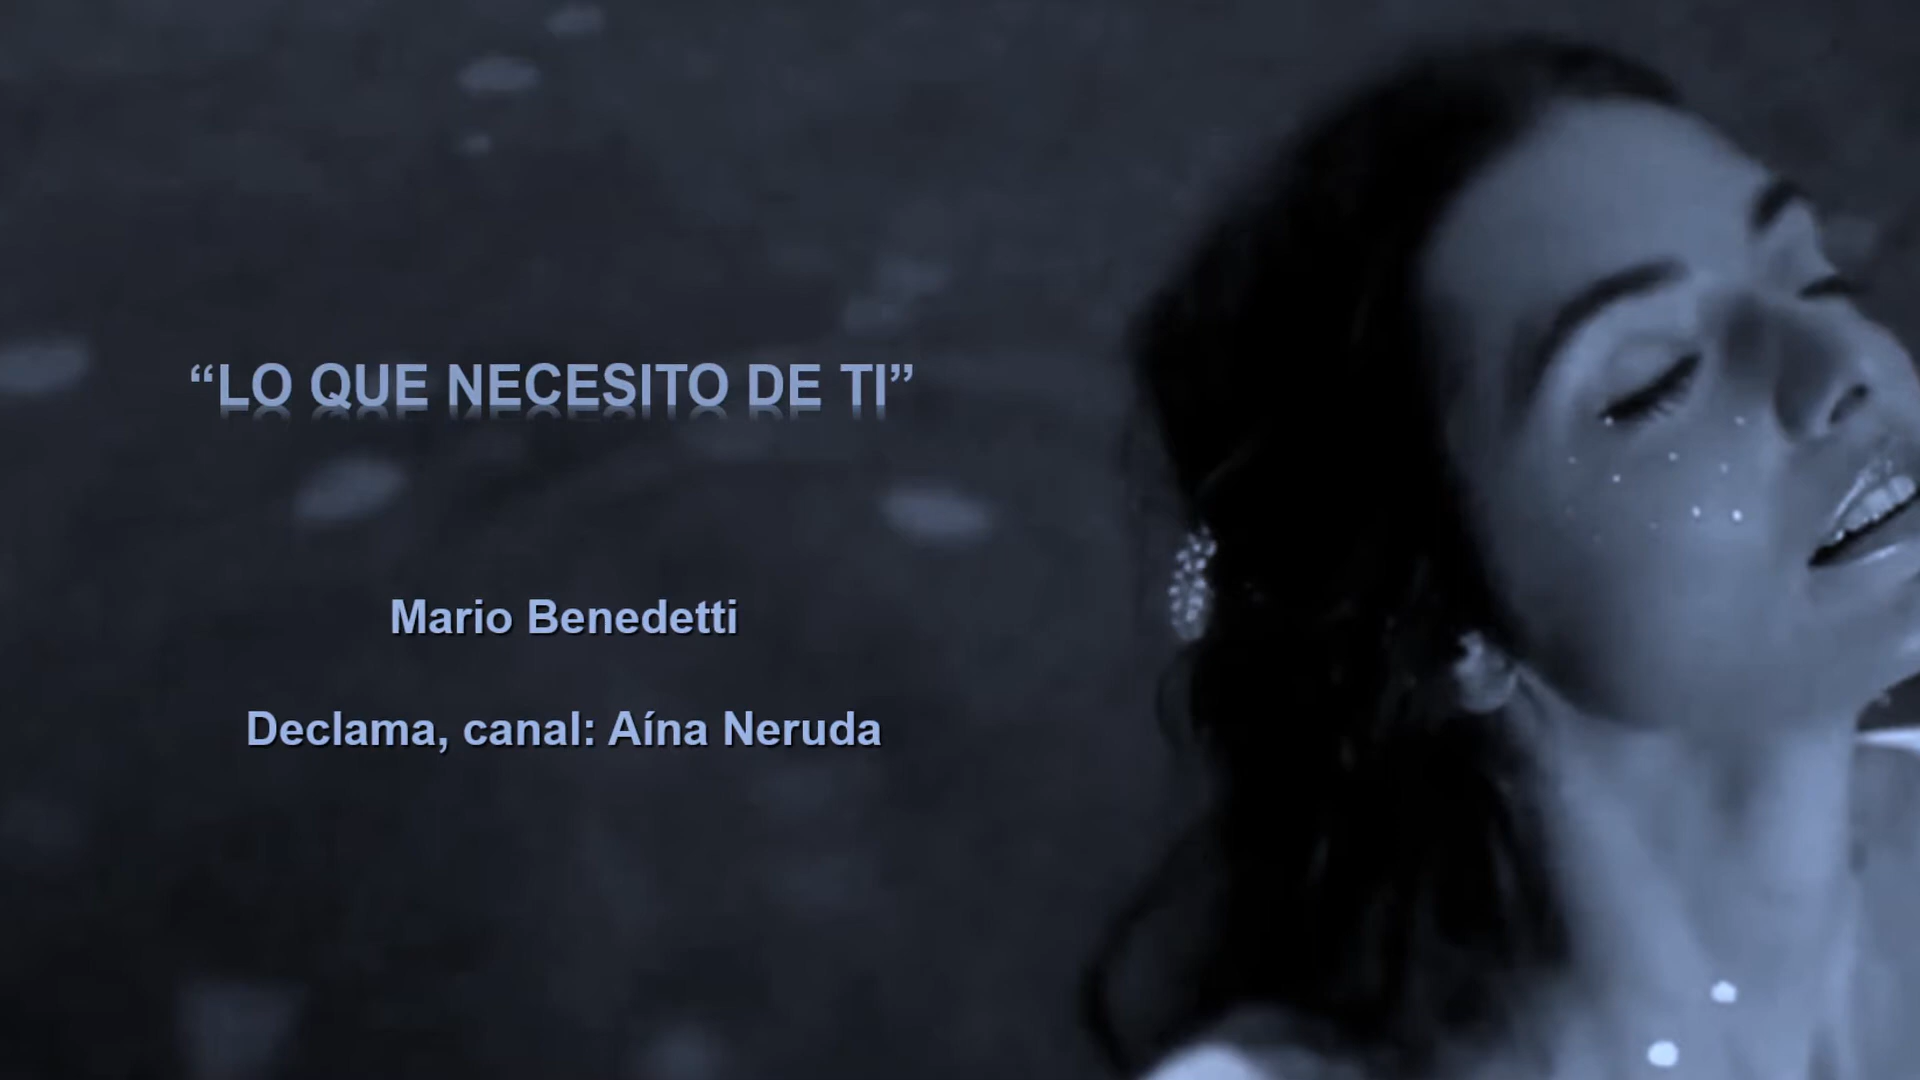 “LO QUE NECESITO DE TI”
Mario Benedetti
Declama, canal: Aína Neruda